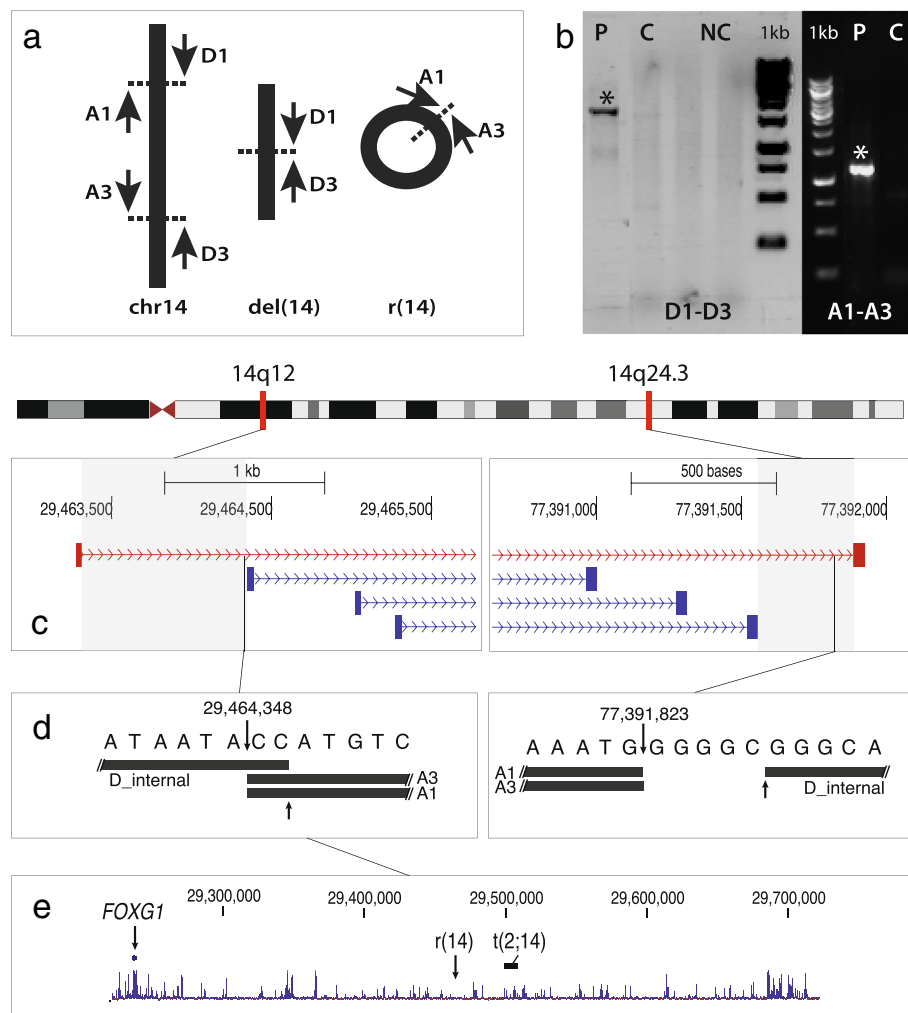 a
D1
A1
A3
D3
chr14
D1
D3
del(14)
A1
A3
r(14)
b
P C NC 1kb 1kb P C
*
*
D1-D3 A1-A3
14q12 14q24.3
c
1 kb
29,463,500 29,464,500 29,465,500
500 bases
77,391,000 77,391,500 77,392,000
d
29,464,348
A T A A T A C C A T G T C
D_internal
A3
A1
77,391,823
A A A T G G G G C G G G C A
A1
A3
D_internal
e
29,300,000 29,400,000 29,500,000 29,600,000 29,700,000
FOXG1
r(14) t(2;14)